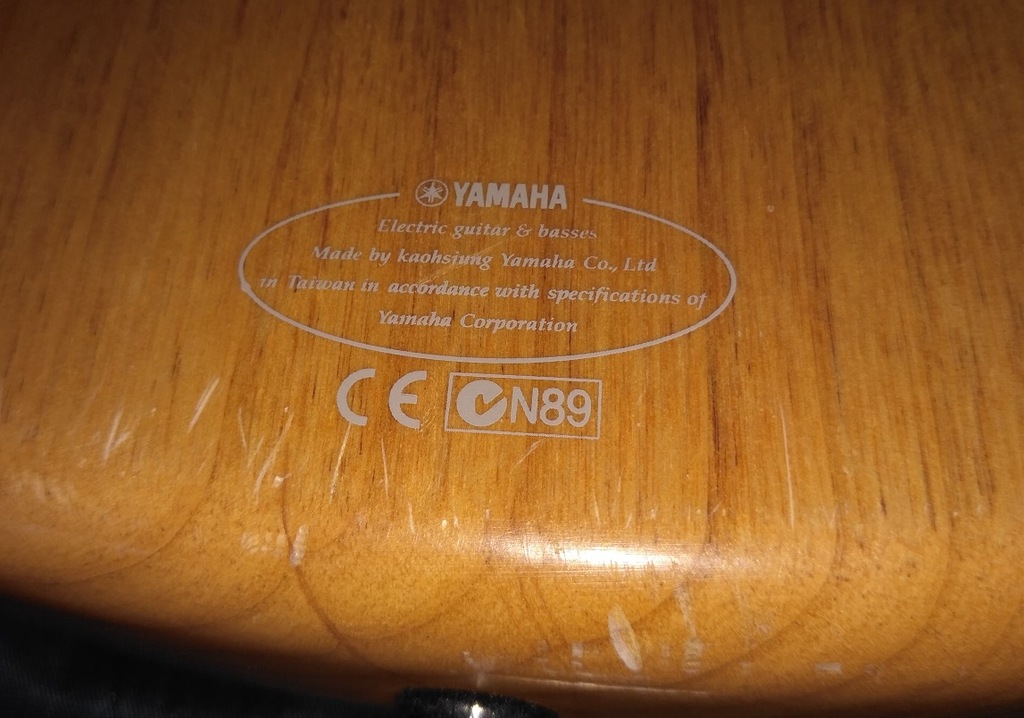 YAMAHA
Electric guitar & basses
Made by kaohsiung Yamaha Co., Ltd
in Taiwan in accordance with specifications of
Yamaha Corporation
CE N89